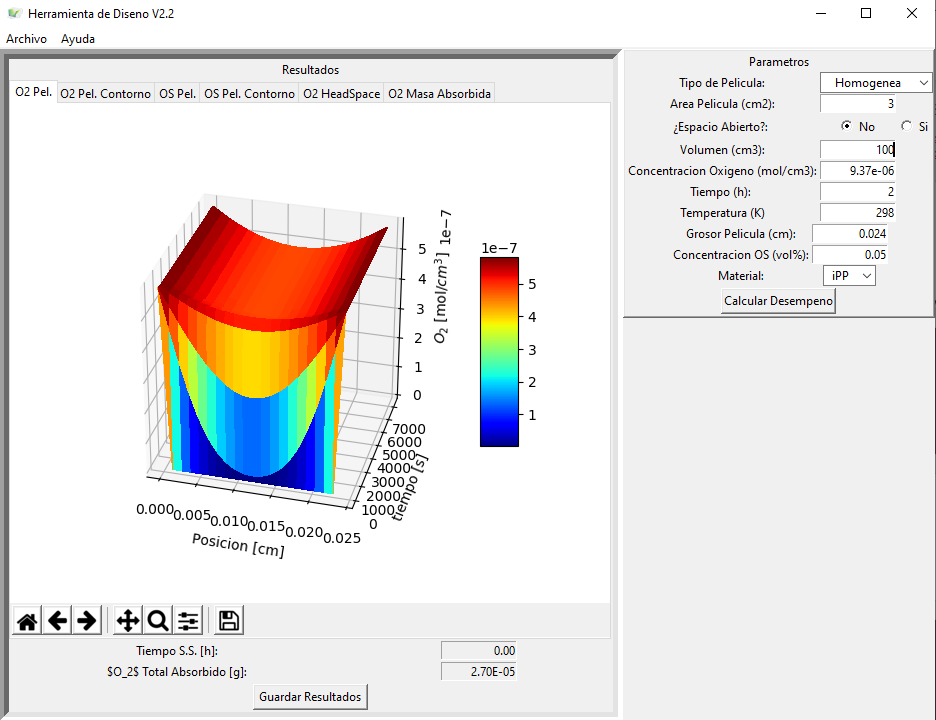 Herramienta de Diseno V2.2
Archivo Ayuda
Resultados
O2 Pel. O2 Pel. Contorno OS Pel. OS Pel. Contorno O2 HeadSpace O2 Masa Absorbida
1e−7
O₂ [mol/cm³]
5
4
3
2
1
0
7000
6000
5000
4000
3000
2000
1000
0
tiempo [s]
0.000 0.005 0.010 0.015 0.020 0.025
Posicion [cm]
1e−7
5
4
3
2
1
Tiempo S.S. [h]: 0.00
$O_2$ Total Absorbido [g]: 2.70E-05
Guardar Resultados
Parametros
Tipo de Pelicula: Homogenea
Area Pelicula (cm2): 3
¿Espacio Abierto?: No Si
Volumen (cm3): 100
Concentracion Oxigeno (mol/cm3): 9.37e-06
Tiempo (h): 2
Temperatura (K) 298
Grosor Pelicula (cm): 0.024
Concentracion OS (vol%): 0.05
Material: iPP
Calcular Desempeno